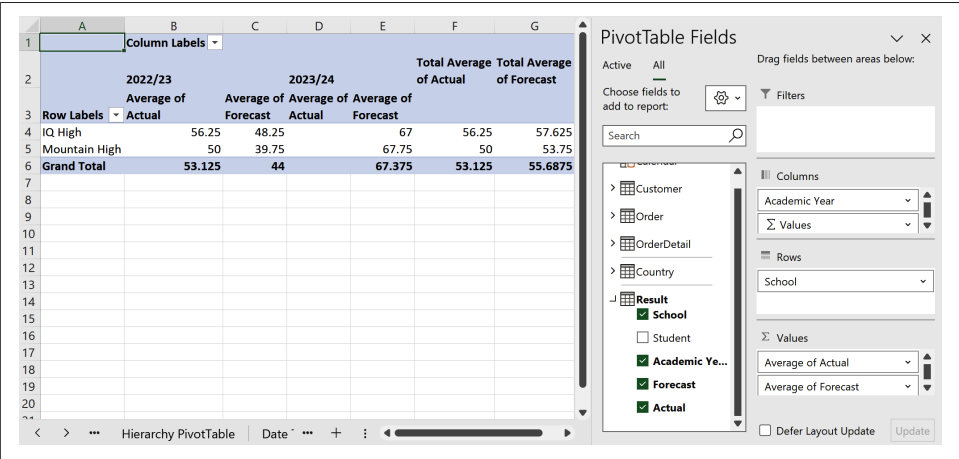 A B C D E F G
1 Column Labels
2 2022/23 2023/24 Total Average of Actual Total Average of Forecast
3 Row Labels Average of Actual Average of Forecast Average of Actual Average of Forecast
4 IQ High 56.25 48.25 67 56.25 57.625
5 Mountain High 50 39.75 67.75 50 53.75
6 Grand Total 53.125 44 67.375 53.125 55.6875
7
8
9
10
11
12
13
14
15
16
17
18
19
20
Hierarchy PivotTable Date
PivotTable Fields
Active All
Choose fields to
add to report:
Search
Customer
Order
OrderDetail
Country
Result
School
Student
Academic Ye...
Forecast
Actual
Drag fields between areas below:
Filters
Columns
Academic Year
Σ Values
Rows
School
Σ Values
Average of Actual
Average of Forecast
Defer Layout Update Update